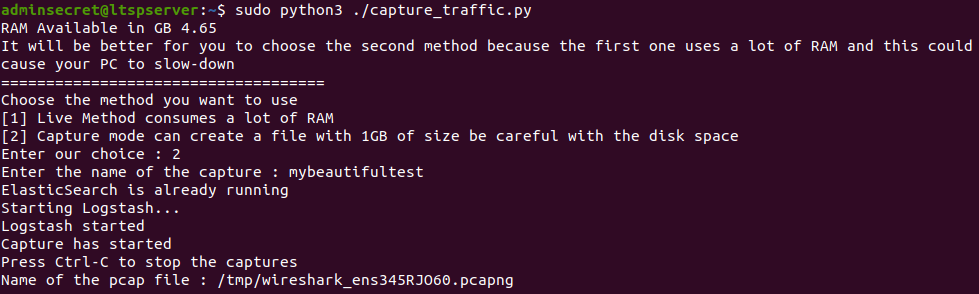 adminsecret@ltspserver:~$ sudo python3 ./capture_traffic.py
RAM Available in GB 4.65
It will be better for you to choose the second method because the first one uses a lot of RAM and this could
cause your PC to slow-down
====================================
Choose the method you want to use
[1] Live Method consumes a lot of RAM
[2] Capture mode can create a file with 1GB of size be careful with the disk space
Enter our choice : 2
Enter the name of the capture : mybeautifultest
ElasticSearch is already running
Starting Logstash...
Logstash started
Capture has started
Press Ctrl-C to stop the captures
Name of the pcap file : /tmp/wireshark_ens345RJO60.pcapng